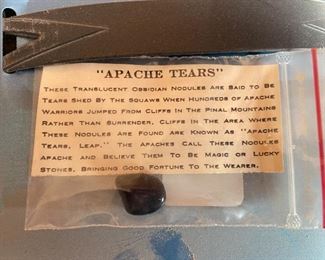 "APACHE TEARS"
THESE TRANSLUCENT OBSIDIAN NODULES ARE SAID TO BE
TEARS SHED BY THE SQUAWS WHEN HUNDREDS OF APACHE
WARRIORS JUMPED FROM CLIFFS IN THE PINAL MOUNTAINS
RATHER THAN SURRENDER. CLIFFS IN THE AREA WHERE
THESE NODULES ARE FOUND ARE KNOWN AS "APACHE
TEARS, LEAP." THE APACHES CALL THESE NODULES
APACHE AND BELIEVE THEM TO BE MAGIC OR LUCKY
STONES, BRINGING GOOD FORTUNE TO THE WEARER.